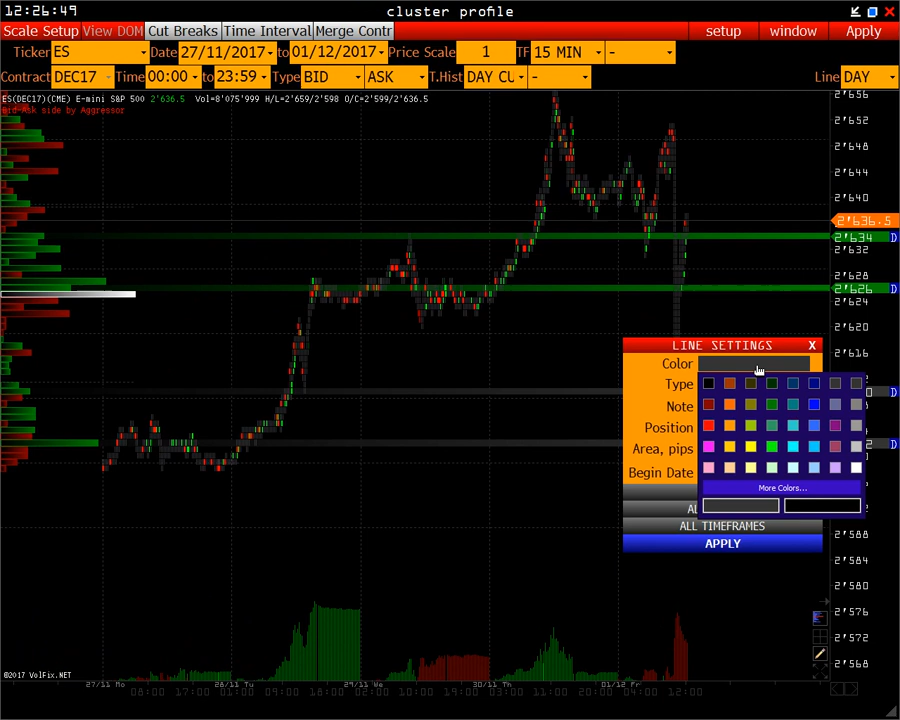 12:26:49 cluster profile
Scale Setup View DOM Cut Breaks Time Interval Merge Contr setup window Apply
Ticker ES Date 27/11/2017 to 01/12/2017 Price Scale 1 TF 15 MIN -
Contract DEC17 Time 00:00 to 23:59 Type BID ASK T.Hist DAY CU - Line DAY
ES(DEC17)(CME) E-mini S&P 500 2'636.5 Vol=8'075'999 H/L=2'659/2'598 O/C=2'599/2'636.5
Bid-Ask side by Aggressor
2'656
2'652
2'648
2'644
2'640
2'636.5
2'634 D
2'632
2'628
2'626 D
2'624
2'620
2'616
LINE SETTINGS X
Color
Type
D
Note
Position
Area, pips
2 D
Begin Date
More Colors...
AL
ALL TIMEFRAMES
2'588
APPLY
2'584
2'580
2'576
2'572
2'568
©2017 VolFix.NET
27/11 Mo 28/11 Tu 29/11 We 30/11 Th 01/12 Fr
08:00 17:00 01:00 09:00 18:00 02:00 10:00 19:00 03:00 11:00 20:00 04:00 12:00